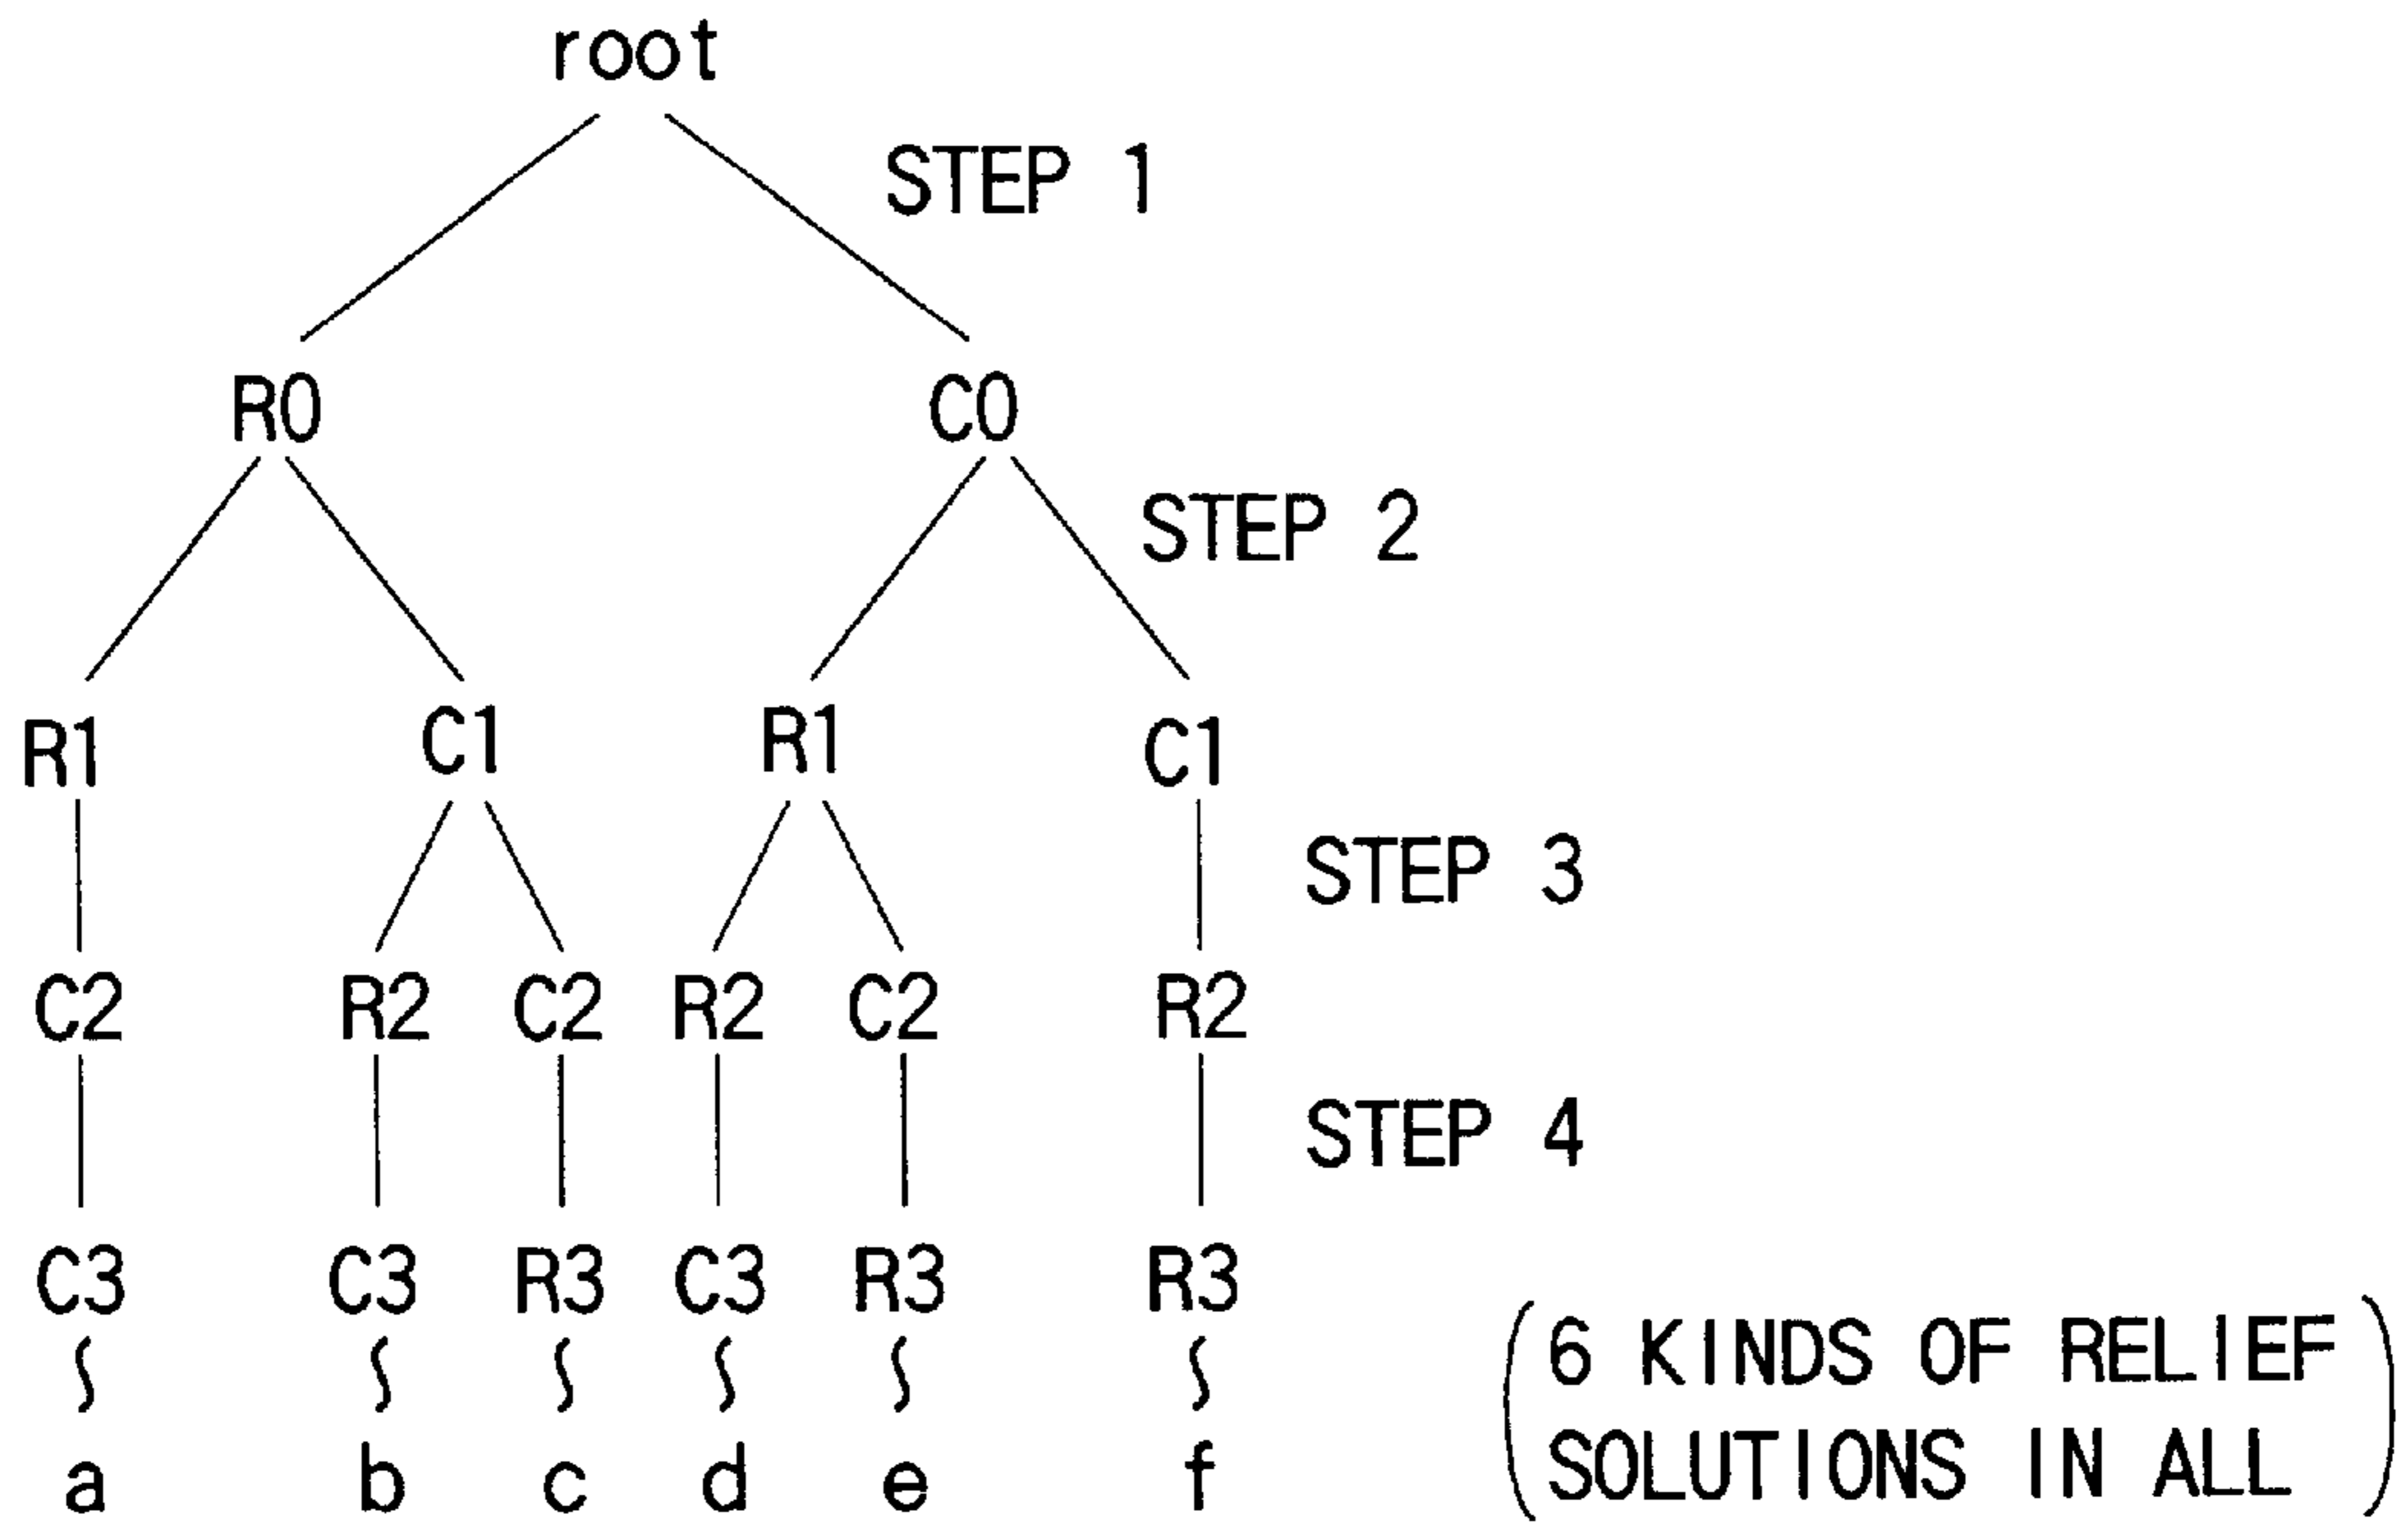 root
STEP 1
R0 C0
STEP 2
R1 C1 R1 C1
STEP 3
C2 R2 C2 R2 C2 R2
STEP 4
C3 C3 R3 C3 R3 R3
a b c d e f
6 KINDS OF RELIEF
SOLUTIONS IN ALL